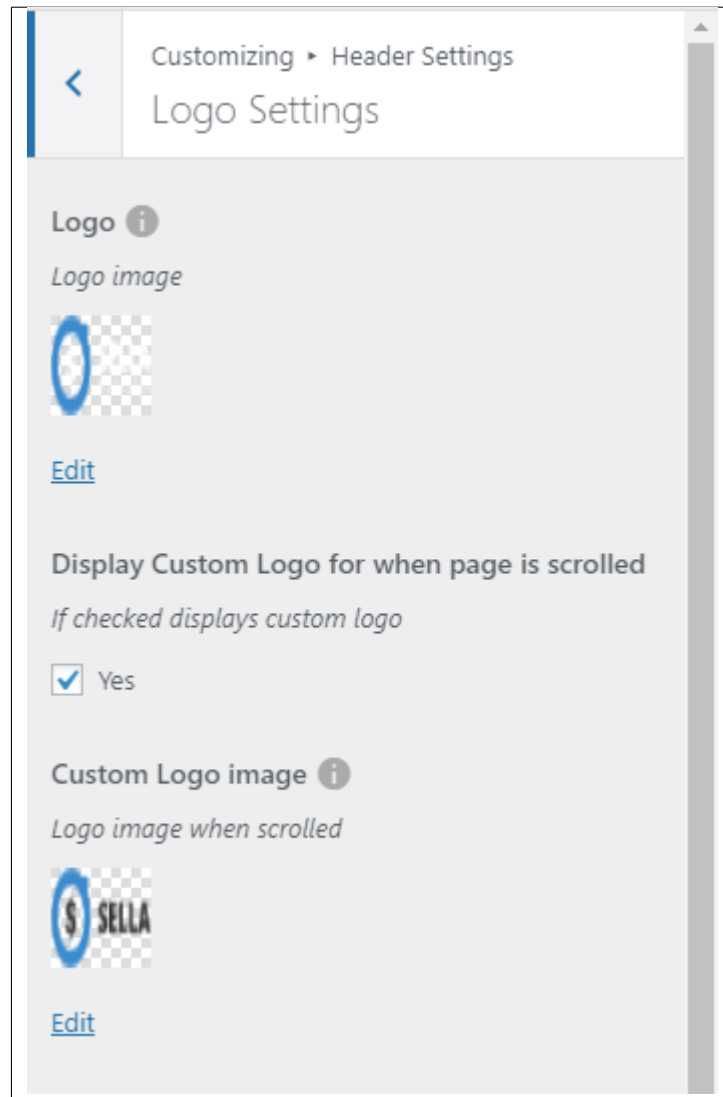 Customizing ▸ Header Settings
Logo Settings
Logo
Logo image
Edit
Display Custom Logo for when page is scrolled
If checked displays custom logo
Yes
Custom Logo image
Logo image when scrolled
$ SELLA
Edit